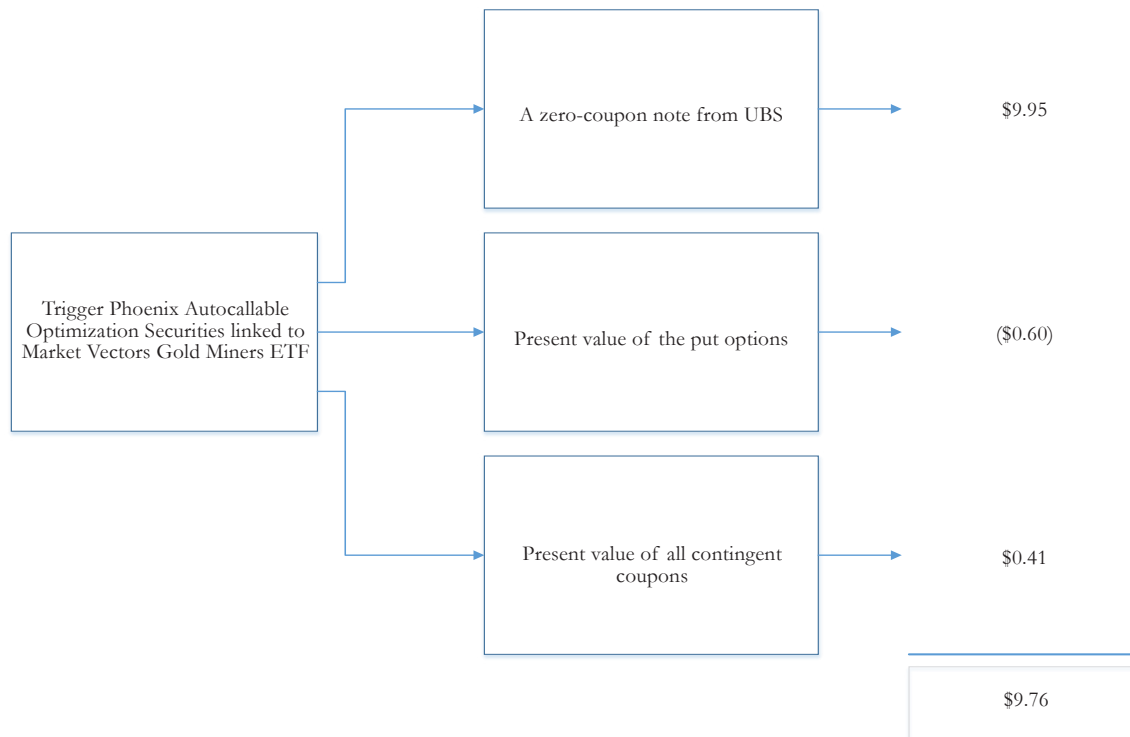 A zero-coupon note from UBS
$9.95
Trigger Phoenix Autocallable
Optimization Securities linked to
Market Vectors Gold Miners ETF
Present value of the put options
($0.60)
Present value of all contingent
coupons
$0.41
$9.76